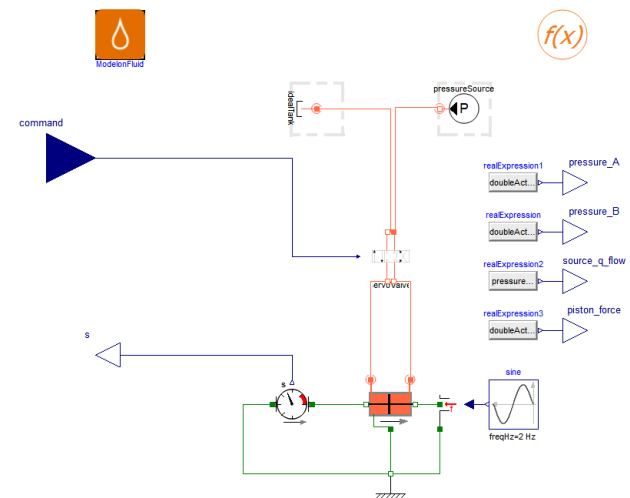 f(x)
ModelonFluid
idealTank
pressureSource
P
command
realExpression1
pressure_A
doubleAct...
realExpression
pressure_B
doubleAct...
realExpression2
source_q_flow
pressure...
realExpression3
piston_force
doubleAct...
s
s
sine
f
freqHz=2 Hz